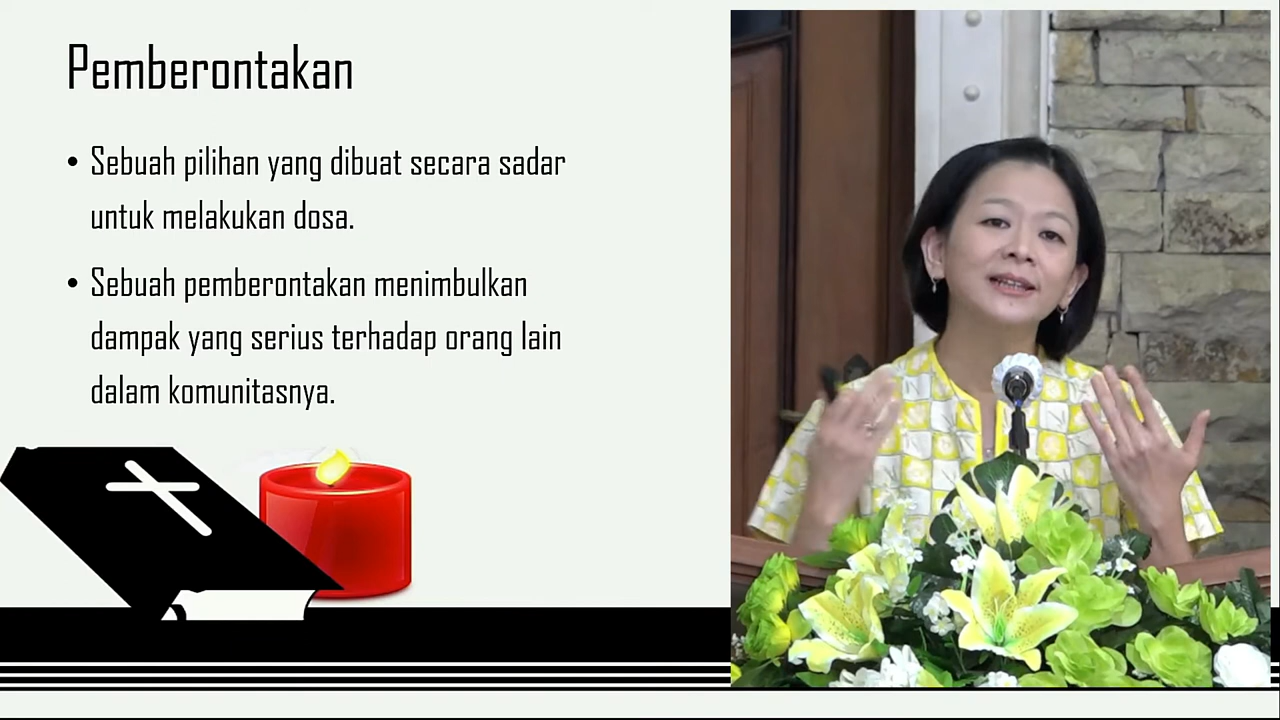 Pemberontakan
• Sebuah pilihan yang dibuat secara sadar
untuk melakukan dosa.
• Sebuah pemberontakan menimbulkan
dampak yang serius terhadap orang lain
dalam komunitasnya.